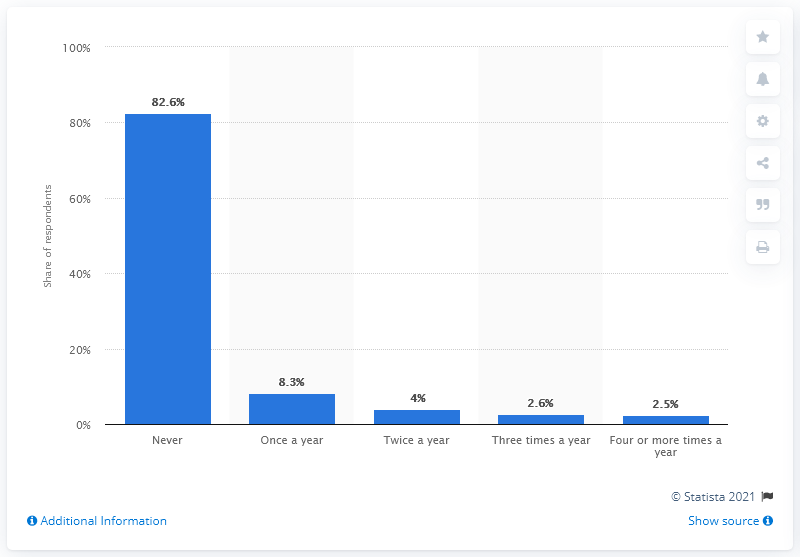 100%
82.6%
80%
60%
Share of respondents
40%
20%
8.3%
4%
2.6%
2.5%
0%
Never
Once a year
Twice a year
Three times a year
Four or more times a
year
© Statista 2021
Additional Information
Show source